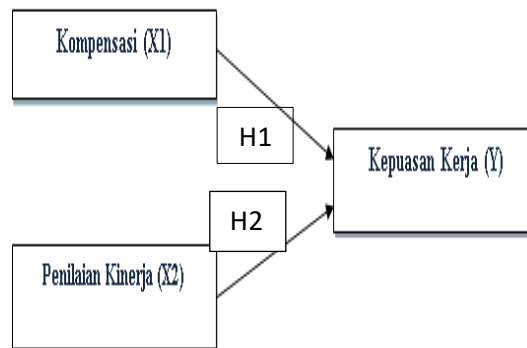 Kompensasi (X1)
H1
Kepuasan Kerja (Y)
H2
Penilaian Kinerja (X2)